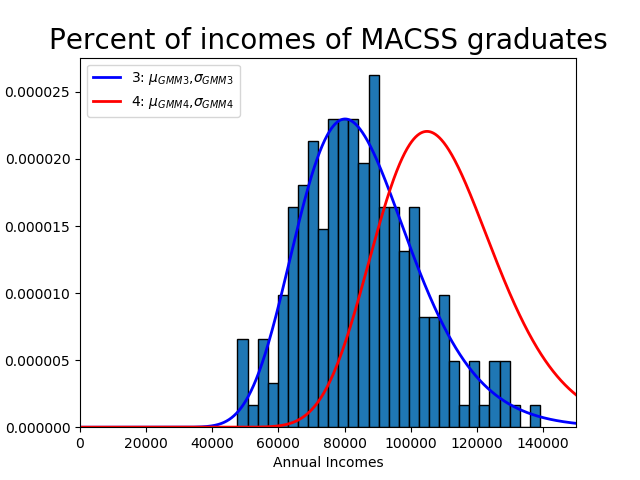 Percent of incomes of MACSS graduates
3: μGMM3,σGMM3
4: μGMM4,σGMM4
0.000025
0.000020
0.000015
0.000010
0.000005
0.000000
0 20000 40000 60000 80000 100000 120000 140000
Annual Incomes